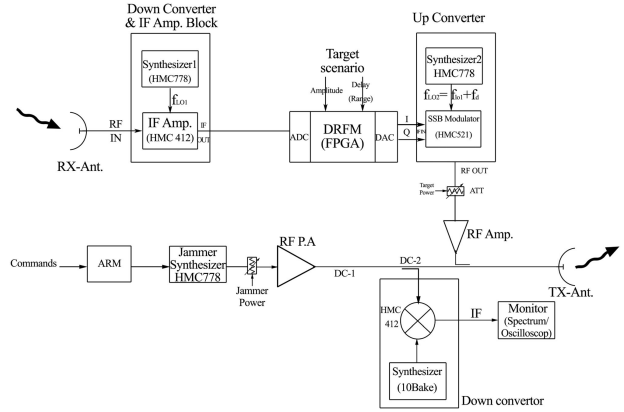 Down Converter
& IF Amp. Block
Synthesizer1
(HMC778)
fLO1
IF Amp.
(HMC 412)
RF
IN
IF
OUT
RX-Ant.
Target
scenario
Amplitude
Delay
(Range)
ADC
DRFM
(FPGA)
DAC
I
Q
Up Converter
Synthesizer2
HMC778
fLO2= flo1+fd
SSB Modulator
(HMC521)
FIN
RF OUT
Target
Power
ATT
RF Amp.
Commands
ARM
Jammer
Synthesizer
HMC778
Jammer
Power
RF P.A
DC-1
DC-2
TX-Ant.
HMC
412
IF
Monitor
(Spectrum/
Oscilloscop)
Synthesizer
(10Bake)
Down convertor